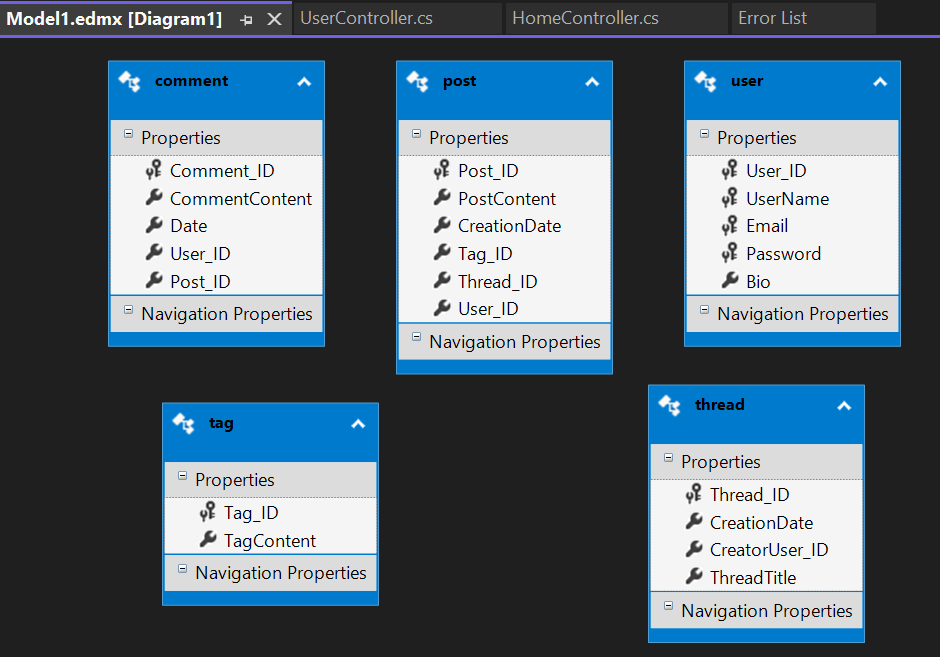 Model1.edmx [Diagram1]
UserController.cs
HomeController.cs
Error List
comment
Properties
Comment_ID
CommentContent
Date
User_ID
Post_ID
Navigation Properties
post
Properties
Post_ID
PostContent
CreationDate
Tag_ID
Thread_ID
User_ID
Navigation Properties
user
Properties
User_ID
UserName
Email
Password
Bio
Navigation Properties
tag
Properties
Tag_ID
TagContent
Navigation Properties
thread
Properties
Thread_ID
CreationDate
CreatorUser_ID
ThreadTitle
Navigation Properties